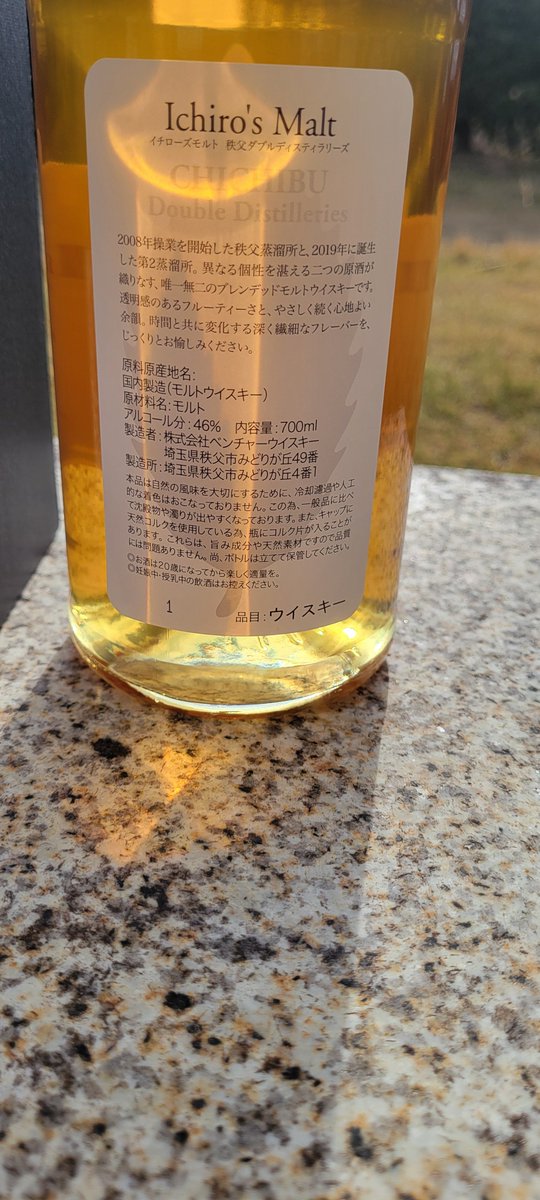 Ichiro's Malt
イチローズモルト 秩父ダブルディスティラリーズ
CHICHIBU
Double Distilleries
2008年操業を開始した秩父蒸溜所と、2019年に誕生
した第2蒸溜所。異なる個性を湛える二つの原酒が
織りなす、唯一無二のブレンデッドモルトウイスキーです。
透明感のあるフルーティーさと、やさしく続く心地よい
余韻。時間と共に変化する深く繊細なフレーバーを、
じっくりとお愉しみください。
原料原産地名:
国内製造(モルトウイスキー)
原材料名:モルト
アルコール分:46% 内容量:700ml
製造者:株式会社ベンチャーウイスキー
埼玉県秩父市みどりが丘49番
製造所:埼玉県秩父市みどりが丘4番1
本品は自然の風味を大切にするために、冷却濾過や人工
的な着色はおこなっておりません。この為、一般品に比べ
て沈殿物や濁りが出やすくなっております。また、キャップに
天然コルクを使用している為、瓶にコルク片が入ることが
あります。これらは、旨み成分や天然素材ですので品質
には問題ありません。尚、ボトルは立てて保管してください。
◎お酒は20歳になってから楽しく適量を。
◎妊娠中・授乳中の飲酒はお控えください。
1 品目:ウイスキー